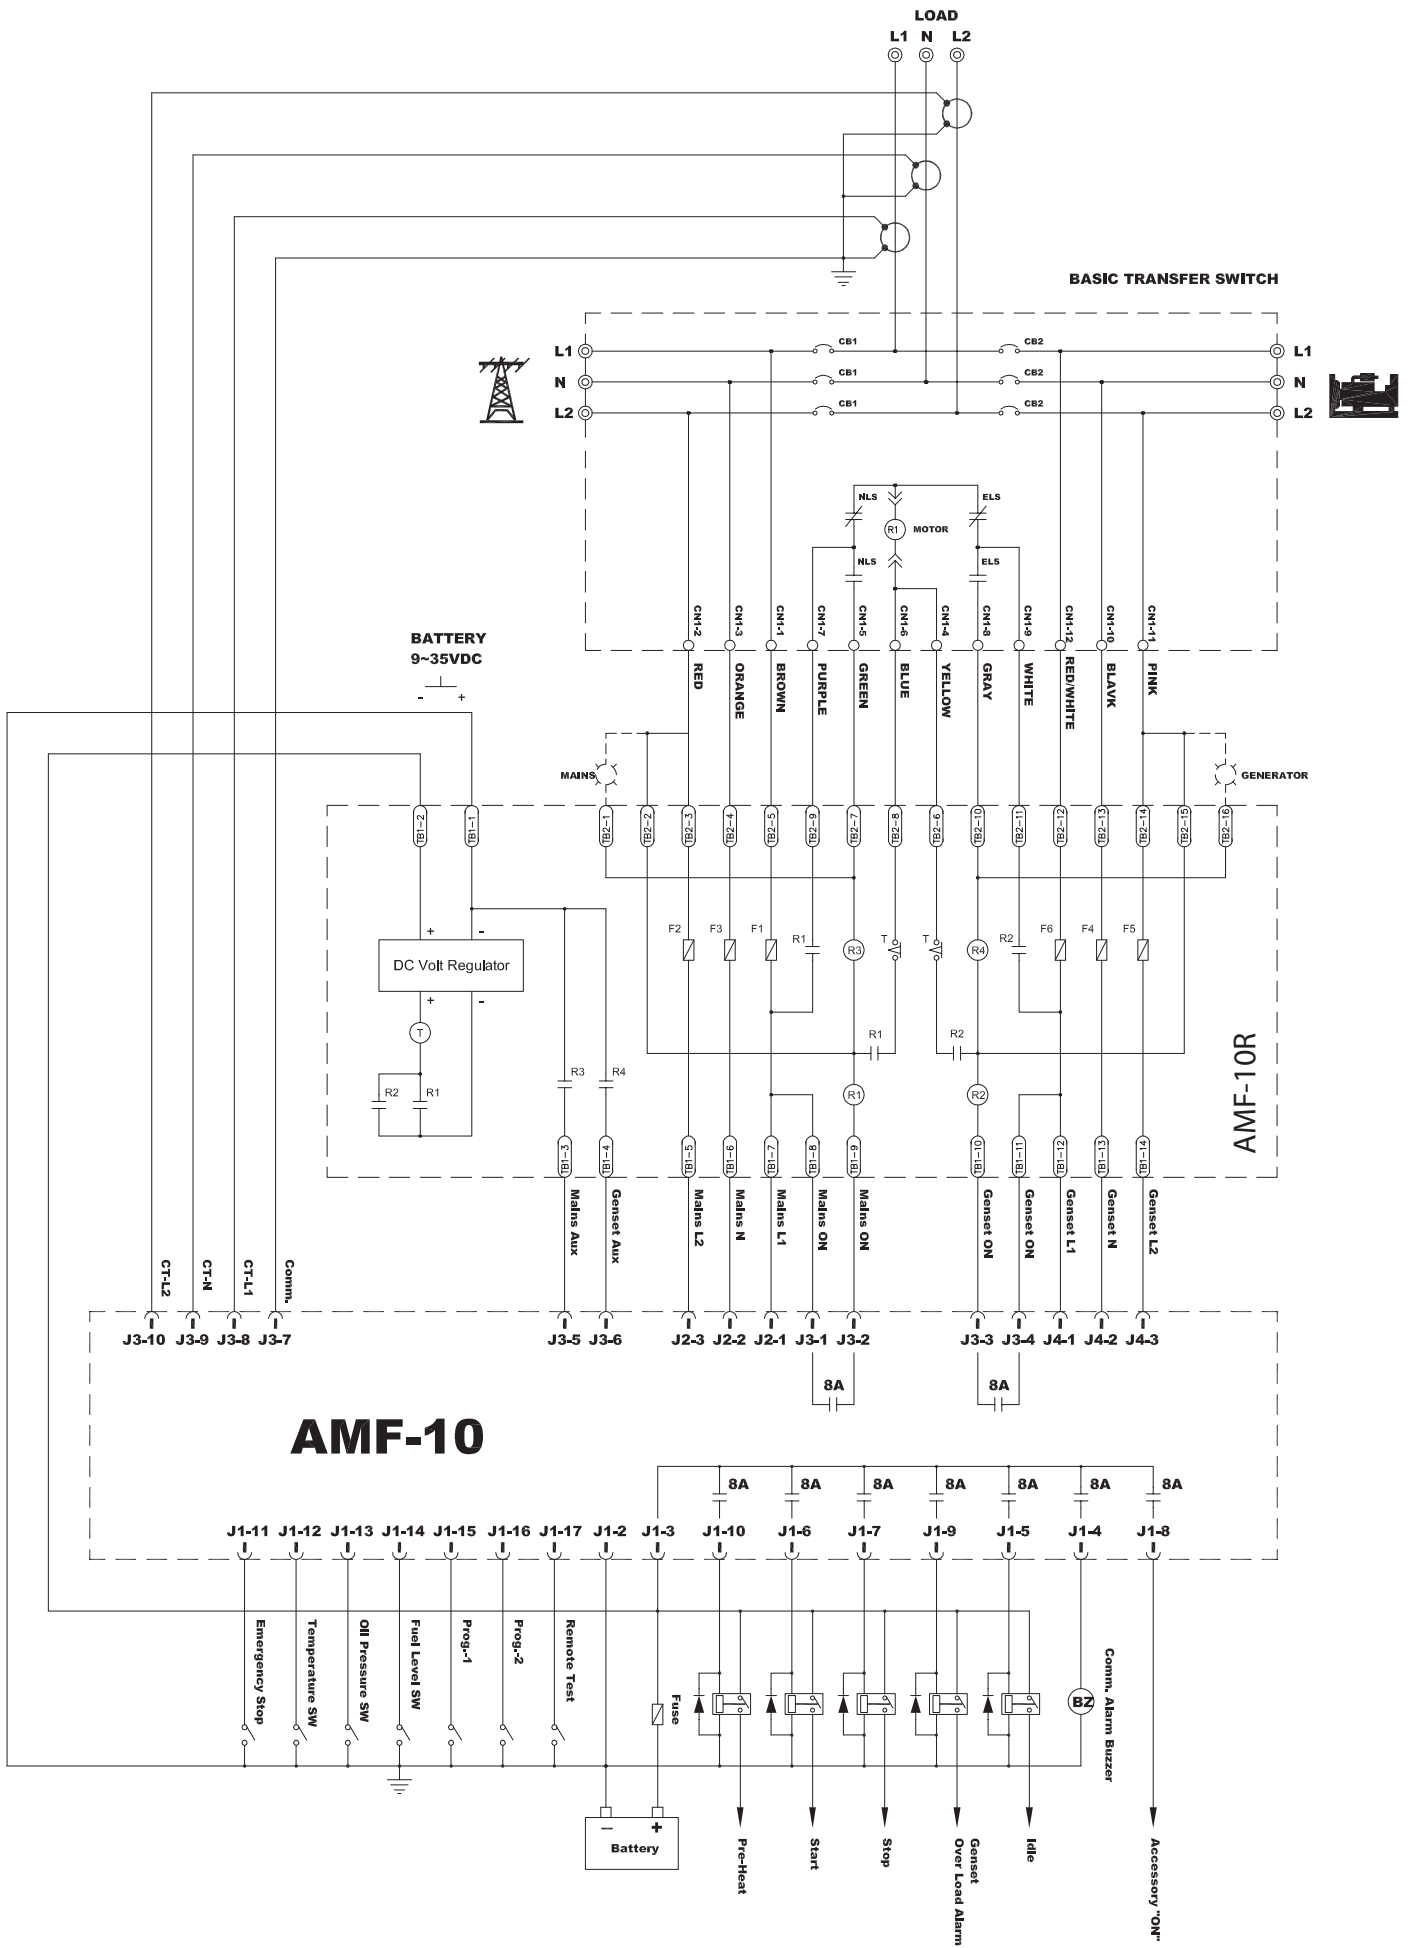 LOAD
L1 N L2
BASIC TRANSFER SWITCH
L1 CB1 CB2 L1
N CB1 CB2 N
L2 CB1 CB2 L2
NLS ELS
R1 MOTOR
NLS ELS
CN1-2 CN1-3 CN1-1 CN1-7 CN1-5 CN1-6 CN1-4 CN1-8 CN1-9 CN1-12 CN1-10 CN1-11
BATTERY
9~35VDC
- +
RED ORANGE BROWN PURPLE GREEN BLUE YELLOW GRAY WHITE RED/WHITE BLAVK PINK
MAINS GENERATOR
TB1-2 TB1-1 TB2-1 TB2-2 TB2-3 TB2-4 TB2-5 TB2-9 TB2-7 TB2-8 TB2-6 TB2-10 TB2-11 TB2-12 TB2-13 TB2-14 TB2-15 TB2-16
+ -
F2 F3 F1 R1 R3 T T R4 R2 F6 F4 F5
DC Volt Regulator
+ -
T
R1 R2
R3 R4
R2 R1
R1 R2
AMF-10R
TB1-3 TB1-4 TB1-5 TB1-6 TB1-7 TB1-8 TB1-9 TB1-10 TB1-11 TB1-12 TB1-13 TB1-14
Mains Aux Genset Aux Mains L2 Mains N Mains L1 Mains ON Mains ON Genset ON Genset ON Genset L1 Genset N Genset L2
CT-L2 CT-N CT-L1 Comm.
J3-10 J3-9 J3-8 J3-7 J3-5 J3-6 J2-3 J2-2 J2-1 J3-1 J3-2 J3-3 J3-4 J4-1 J4-2 J4-3
8A 8A
AMF-10
8A 8A 8A 8A 8A 8A 8A
J1-11 J1-12 J1-13 J1-14 J1-15 J1-16 J1-17 J1-2 J1-3 J1-10 J1-6 J1-7 J1-9 J1-5 J1-4 J1-8
Emergency Stop
Temperature SW
Oil Pressure SW
Fuel Level SW
Prog.-1
Prog.-2
Remote Test
Fuse
BZ
Comm. Alarm Buzzer
− +
Battery
Pre-Heat
Start
Stop
Genset
Over Load Alarm
Idle
Accessory "ON"